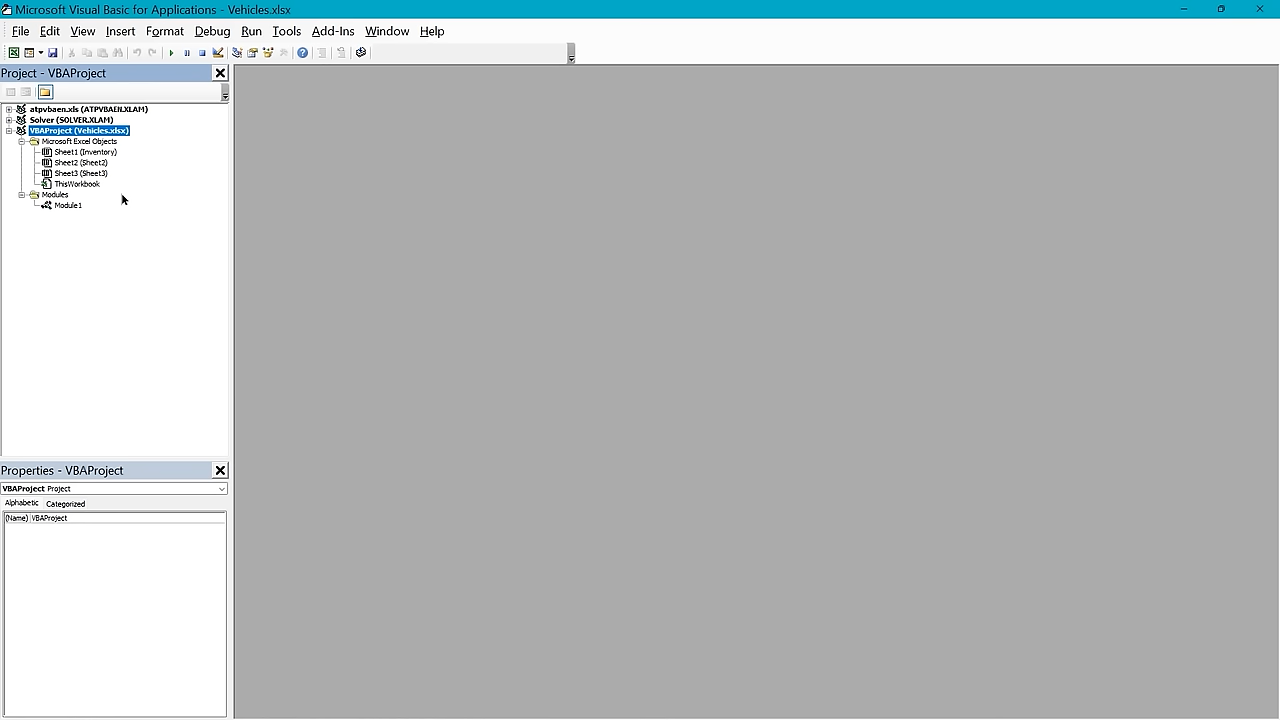 Microsoft Visual Basic for Applications - Vehicles.xlsx
File Edit View Insert Format Debug Run Tools Add-Ins Window Help
Project - VBAProject
atpvbaen.xls (ATPVBAEN.XLAM)
Solver (SOLVER.XLAM)
VBAProject (Vehicles.xlsx)
Microsoft Excel Objects
Sheet1 (Inventory)
Sheet2 (Sheet2)
Sheet3 (Sheet3)
ThisWorkbook
Modules
Module1
Properties - VBAProject
VBAProject Project
Alphabetic Categorized
(Name) VBAProject